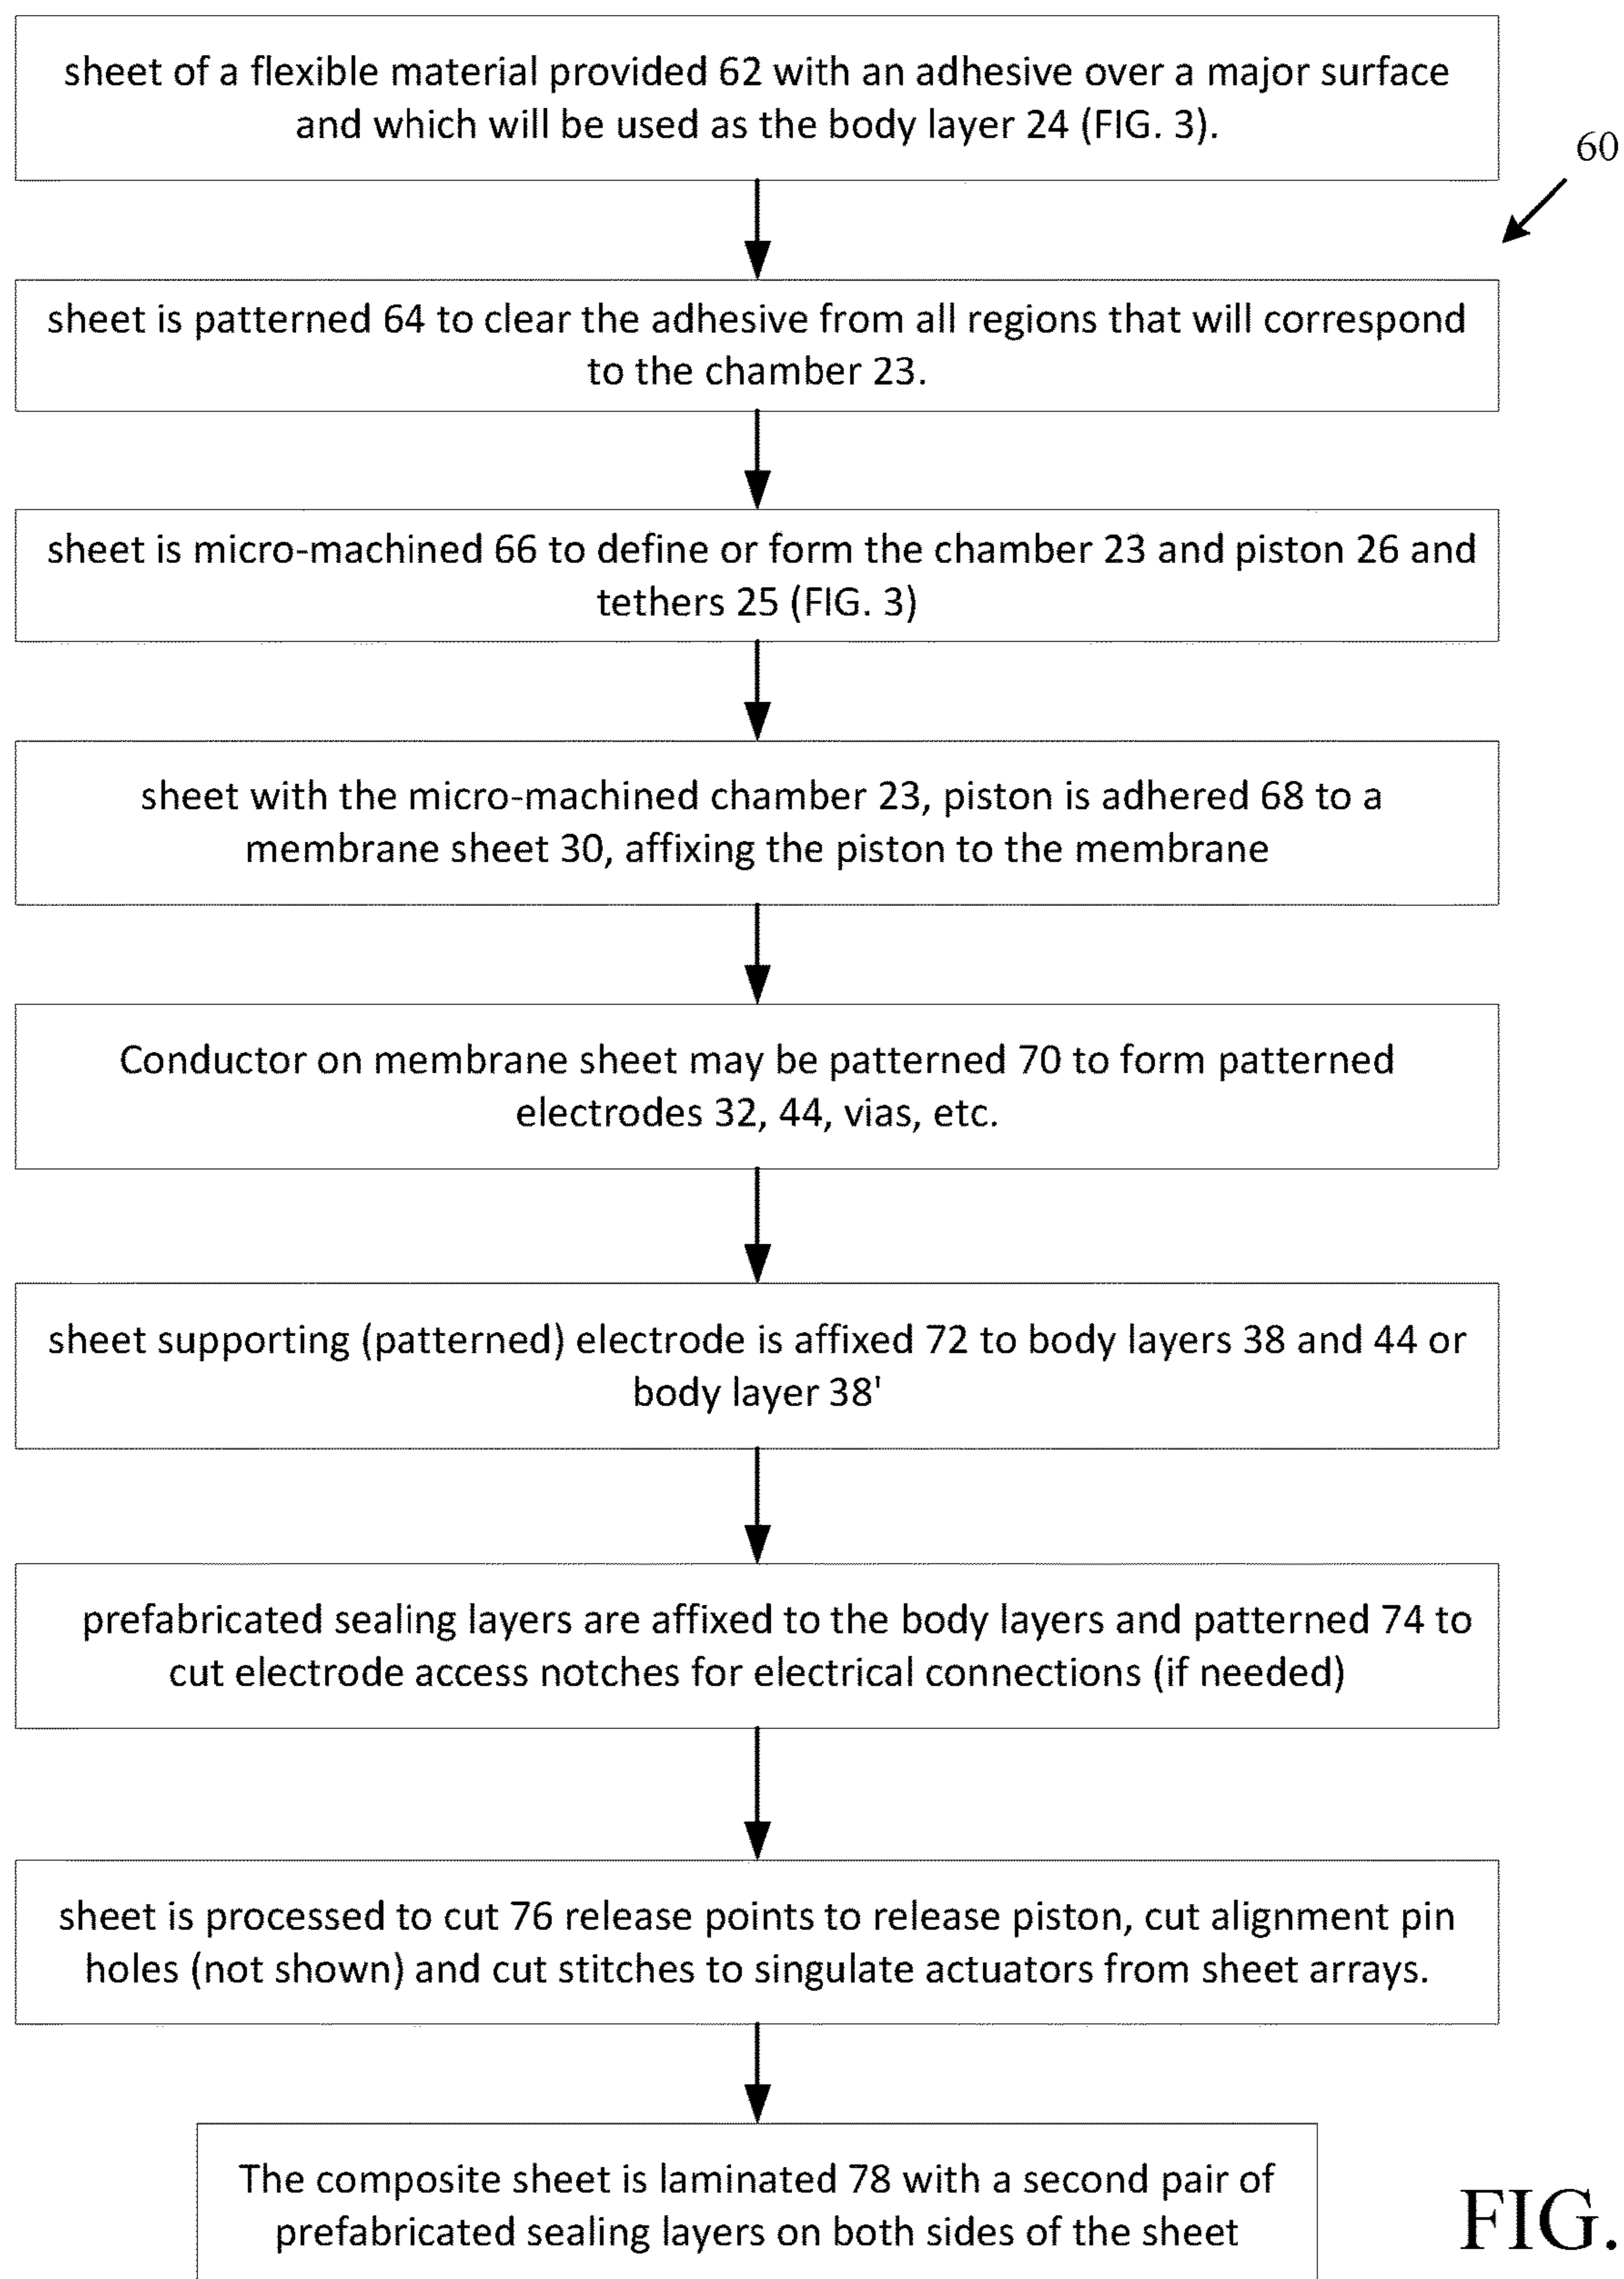 sheet of a flexible material provided 62 with an adhesive over a major surface
and which will be used as the body layer 24 (FIG. 3).
60
sheet is patterned 64 to clear the adhesive from all regions that will correspond
to the chamber 23.
sheet is micro-machined 66 to define or form the chamber 23 and piston 26 and
tethers 25 (FIG. 3)
sheet with the micro-machined chamber 23, piston is adhered 68 to a
membrane sheet 30, affixing the piston to the membrane
Conductor on membrane sheet may be patterned 70 to form patterned
electrodes 32, 44, vias, etc.
sheet supporting (patterned) electrode is affixed 72 to body layers 38 and 44 or
body layer 38'
prefabricated sealing layers are affixed to the body layers and patterned 74 to
cut electrode access notches for electrical connections (if needed)
sheet is processed to cut 76 release points to release piston, cut alignment pin
holes (not shown) and cut stitches to singulate actuators from sheet arrays.
The composite sheet is laminated 78 with a second pair of
prefabricated sealing layers on both sides of the sheet
FIG.